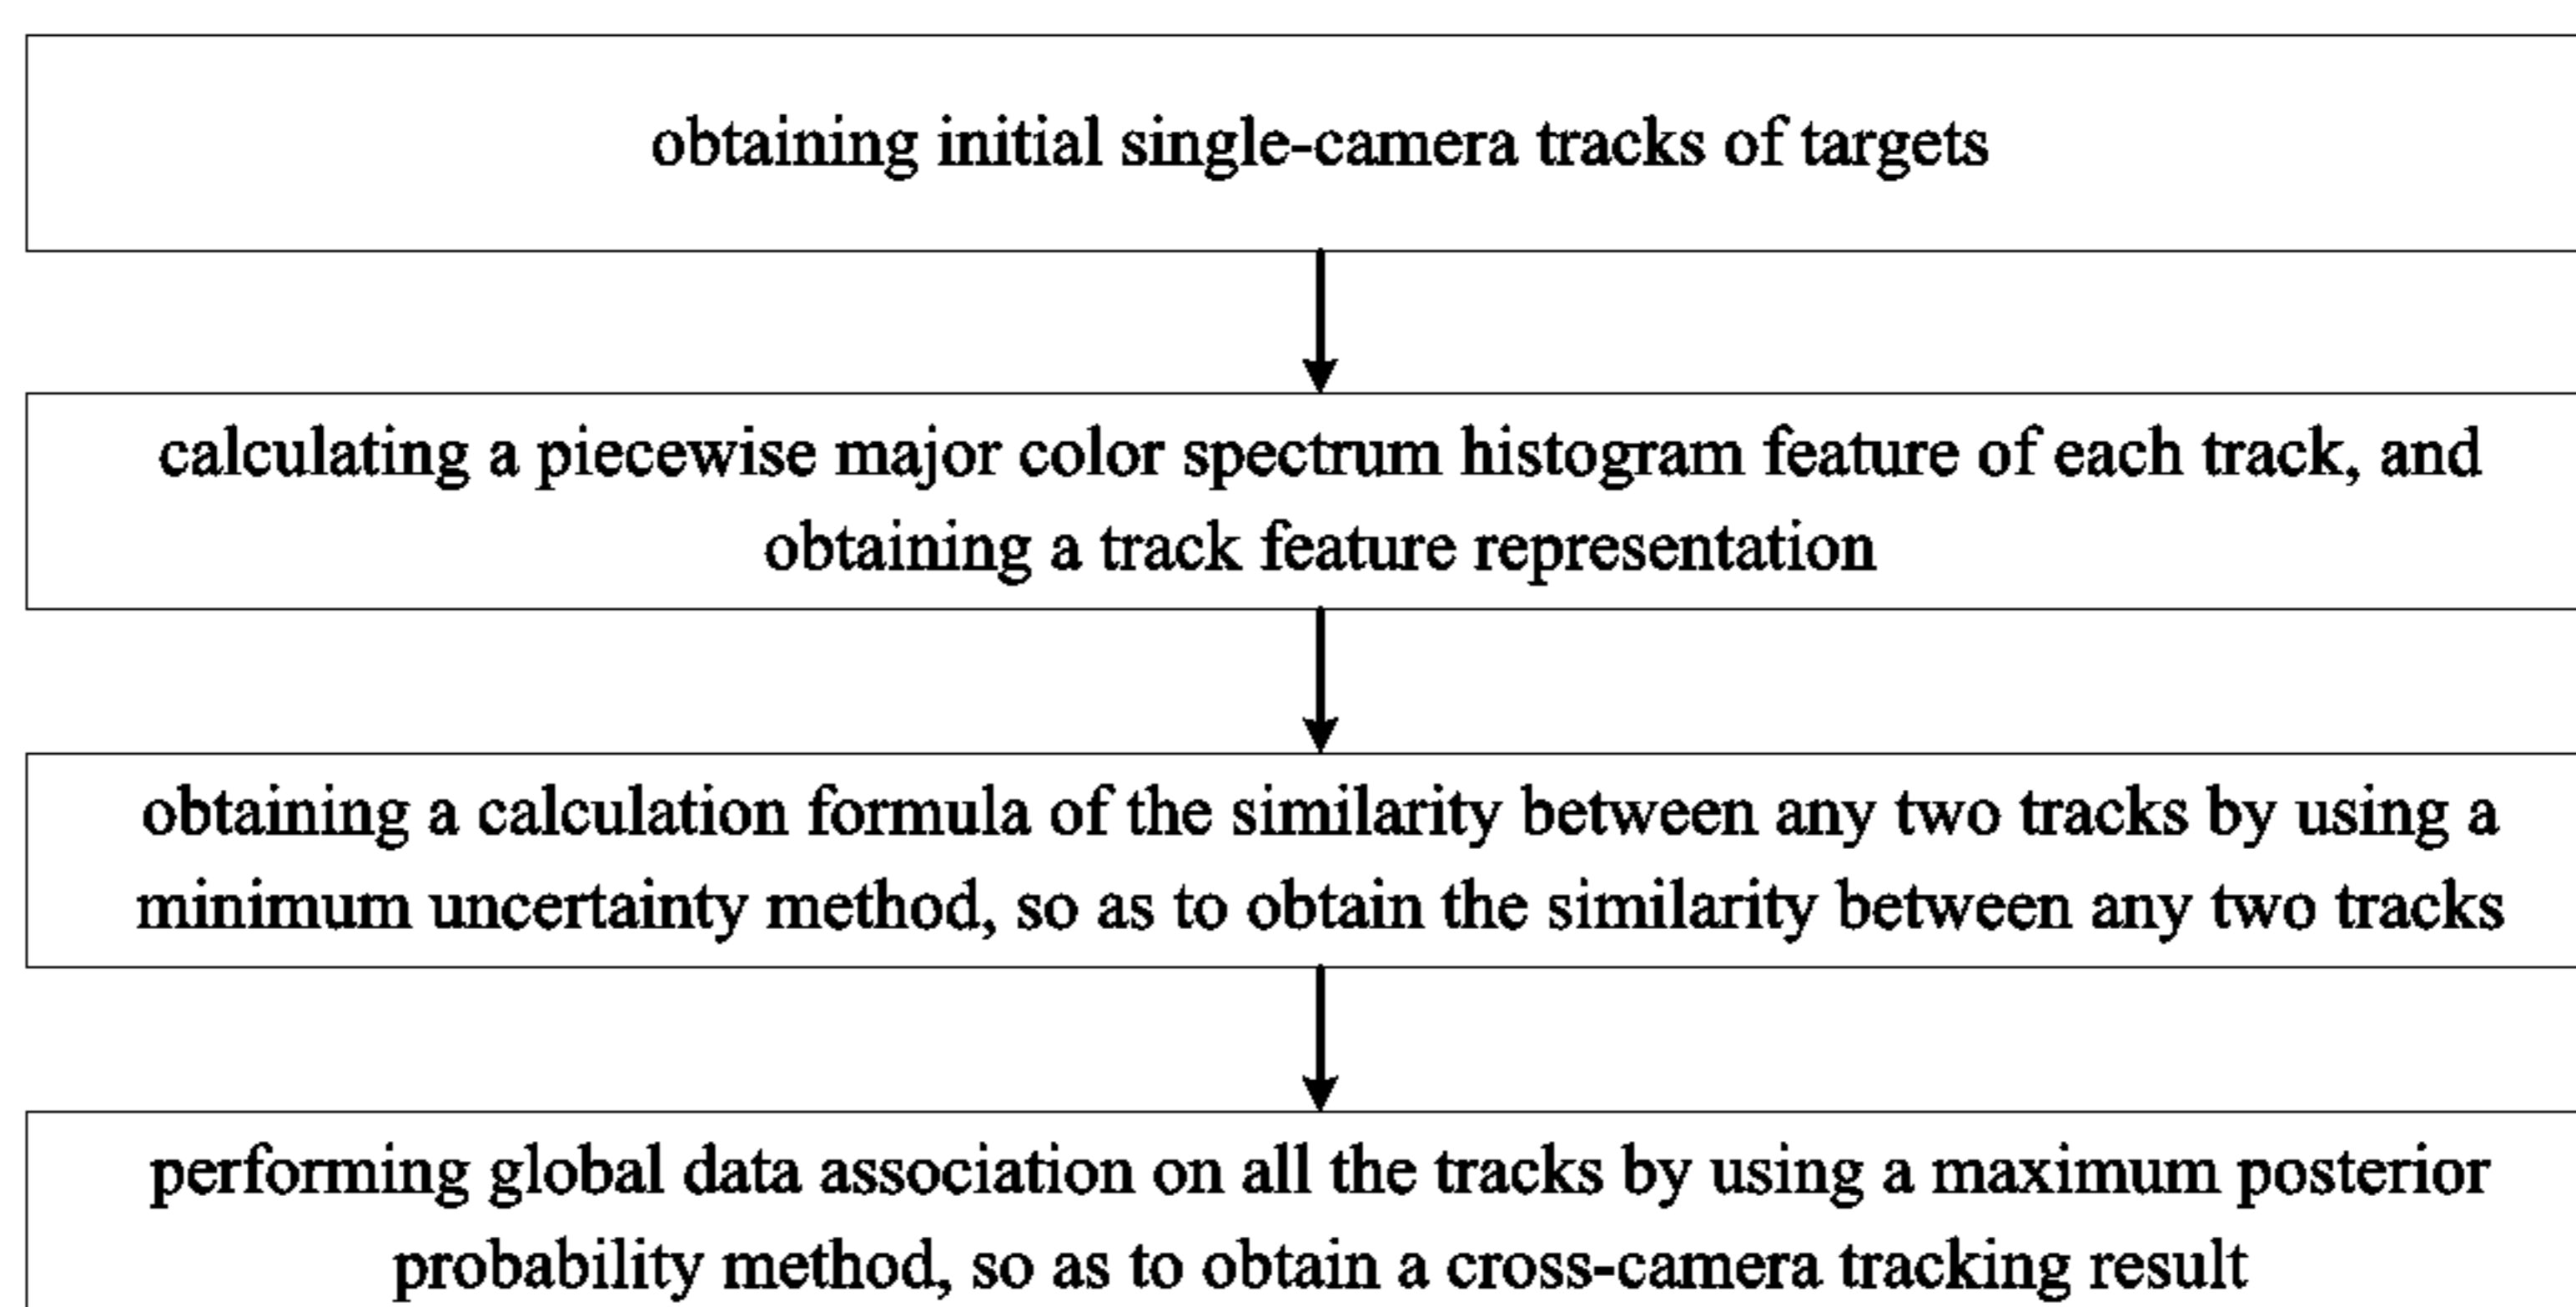 obtaining initial single-camera tracks of targets
calculating a piecewise major color spectrum histogram feature of each track, and
obtaining a track feature representation
obtaining a calculation formula of the similarity between any two tracks by using a
minimum uncertainty method, so as to obtain the similarity between any two tracks
performing global data association on all the tracks by using a maximum posterior
probability method, so as to obtain a cross-camera tracking result